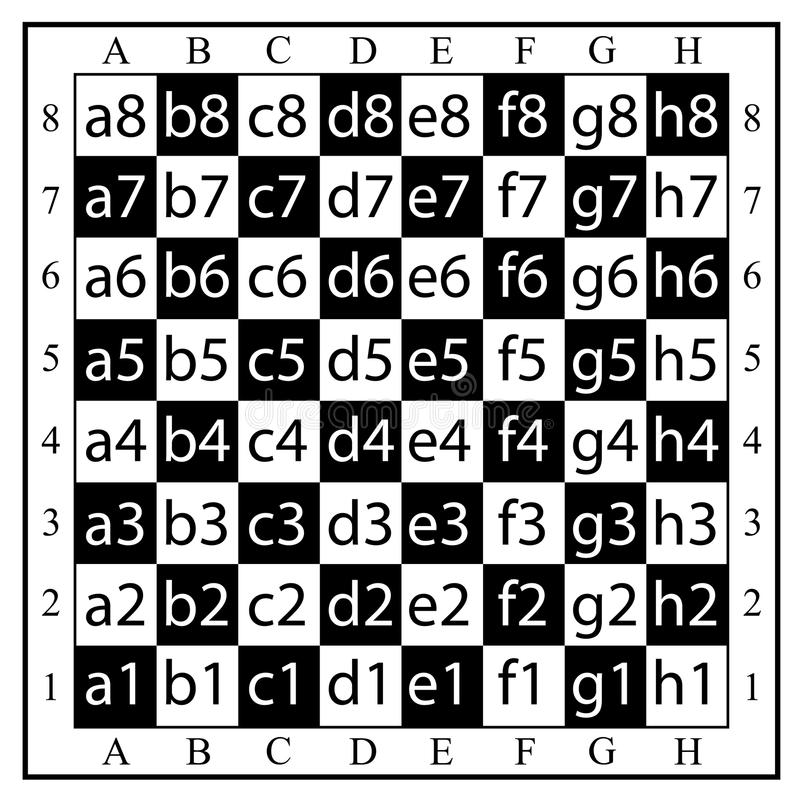 A B C D E F G H
8 a8 b8 c8 d8 e8 f8 g8 h8 8
7 a7 b7 c7 d7 e7 f7 g7 h7 7
6 a6 b6 c6 d6 e6 f6 g6 h6 6
5 a5 b5 c5 d5 e5 f5 g5 h5 5
dreamstime
4 a4 b4 c4 d4 e4 f4 g4 h4 4
3 a3 b3 c3 d3 e3 f3 g3 h3 3
2 a2 b2 c2 d2 e2 f2 g2 h2 2
1 a1 b1 c1 d1 e1 f1 g1 h1 1
A B C D E F G H